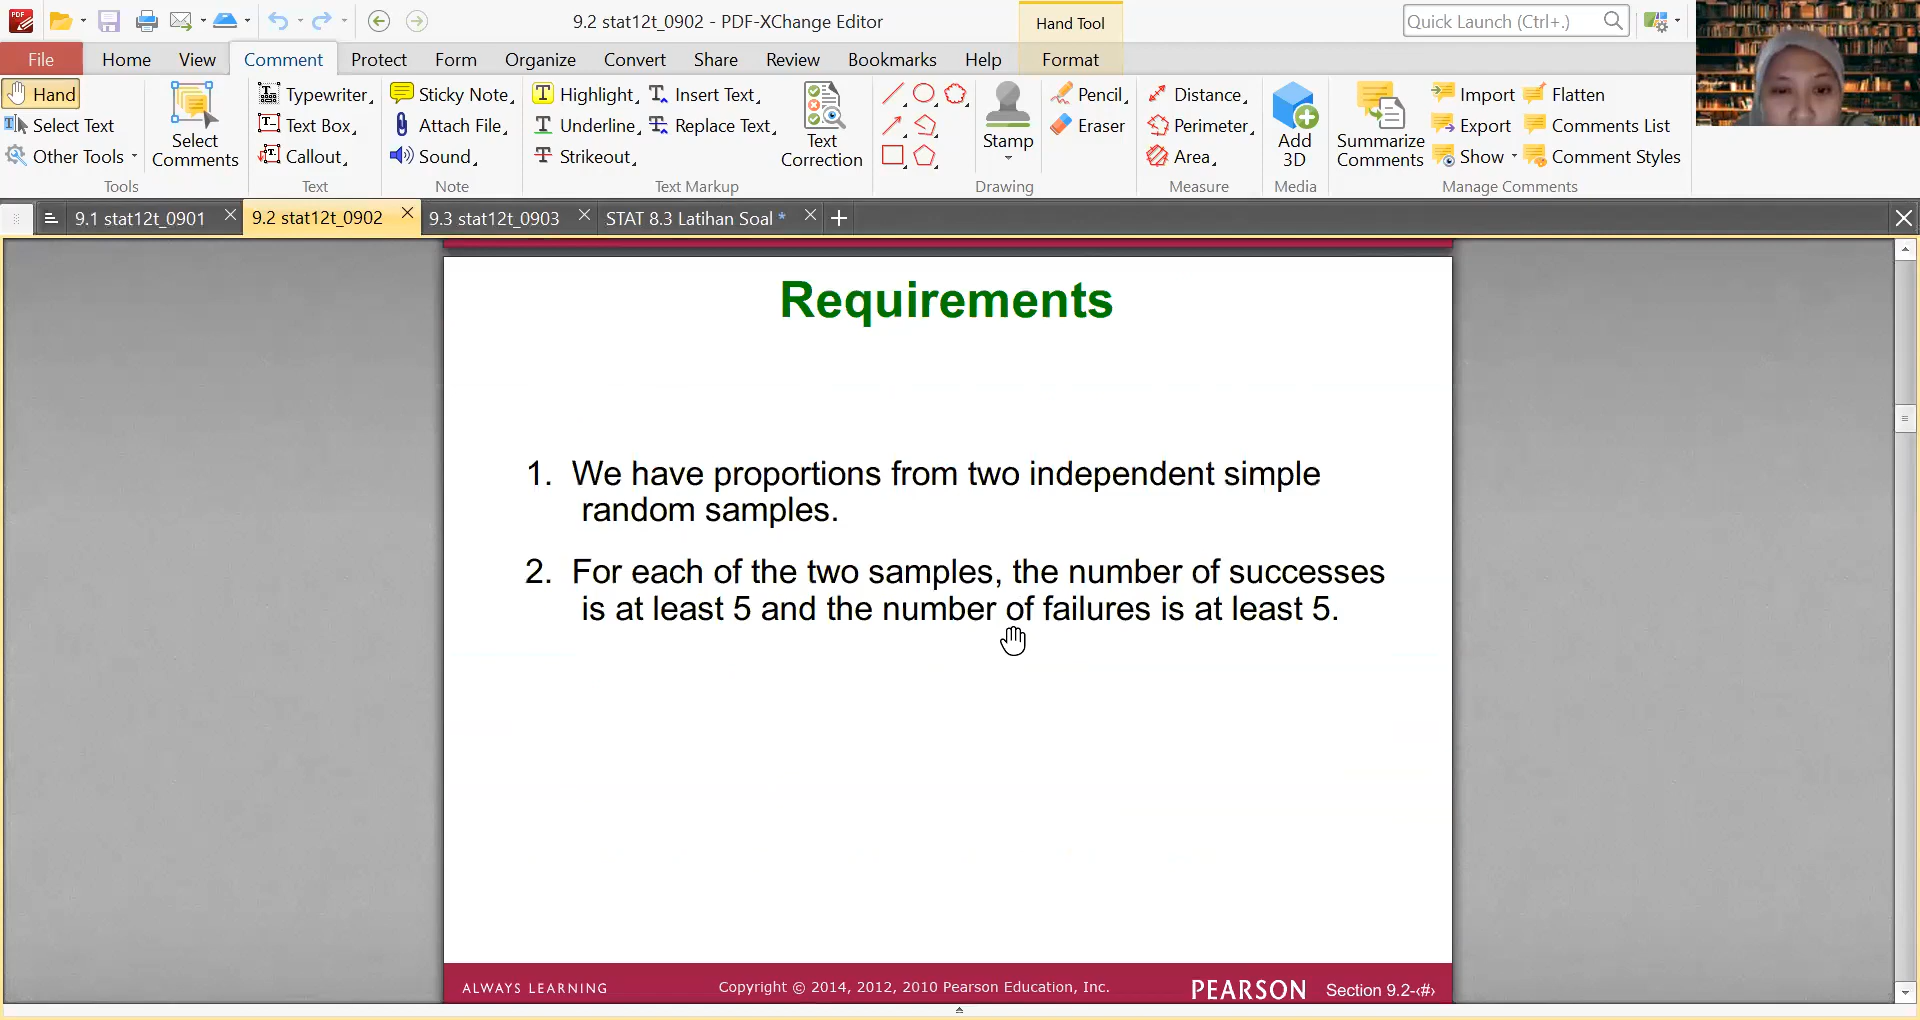 9.2 stat12t_0902 - PDF-XChange Editor
Hand Tool
Quick Launch (Ctrl+.)
File Home View Comment Protect Form Organize Convert Share Review Bookmarks Help Format
Hand
Select Text
Other Tools
Select
Comments
Tools
Typewriter
Text Box
Callout
Text
Sticky Note
Attach File
Sound
Note
Highlight
Underline
Strikeout
Insert Text
Replace Text
Text
Correction
Text Markup
Stamp
Pencil
Eraser
Drawing
Distance
Perimeter
Area
Measure
Add
3D
Media
Summarize
Comments
Import
Export
Show
Flatten
Comments List
Comment Styles
Manage Comments
9.1 stat12t_0901
9.2 stat12t_0902
9.3 stat12t_0903
STAT 8.3 Latihan Soal *
Requirements
1. We have proportions from two independent simple
random samples.
2. For each of the two samples, the number of successes
is at least 5 and the number of failures is at least 5.
ALWAYS LEARNING
Copyright © 2014, 2012, 2010 Pearson Education, Inc.
PEARSON
Section 9.2-‹#›